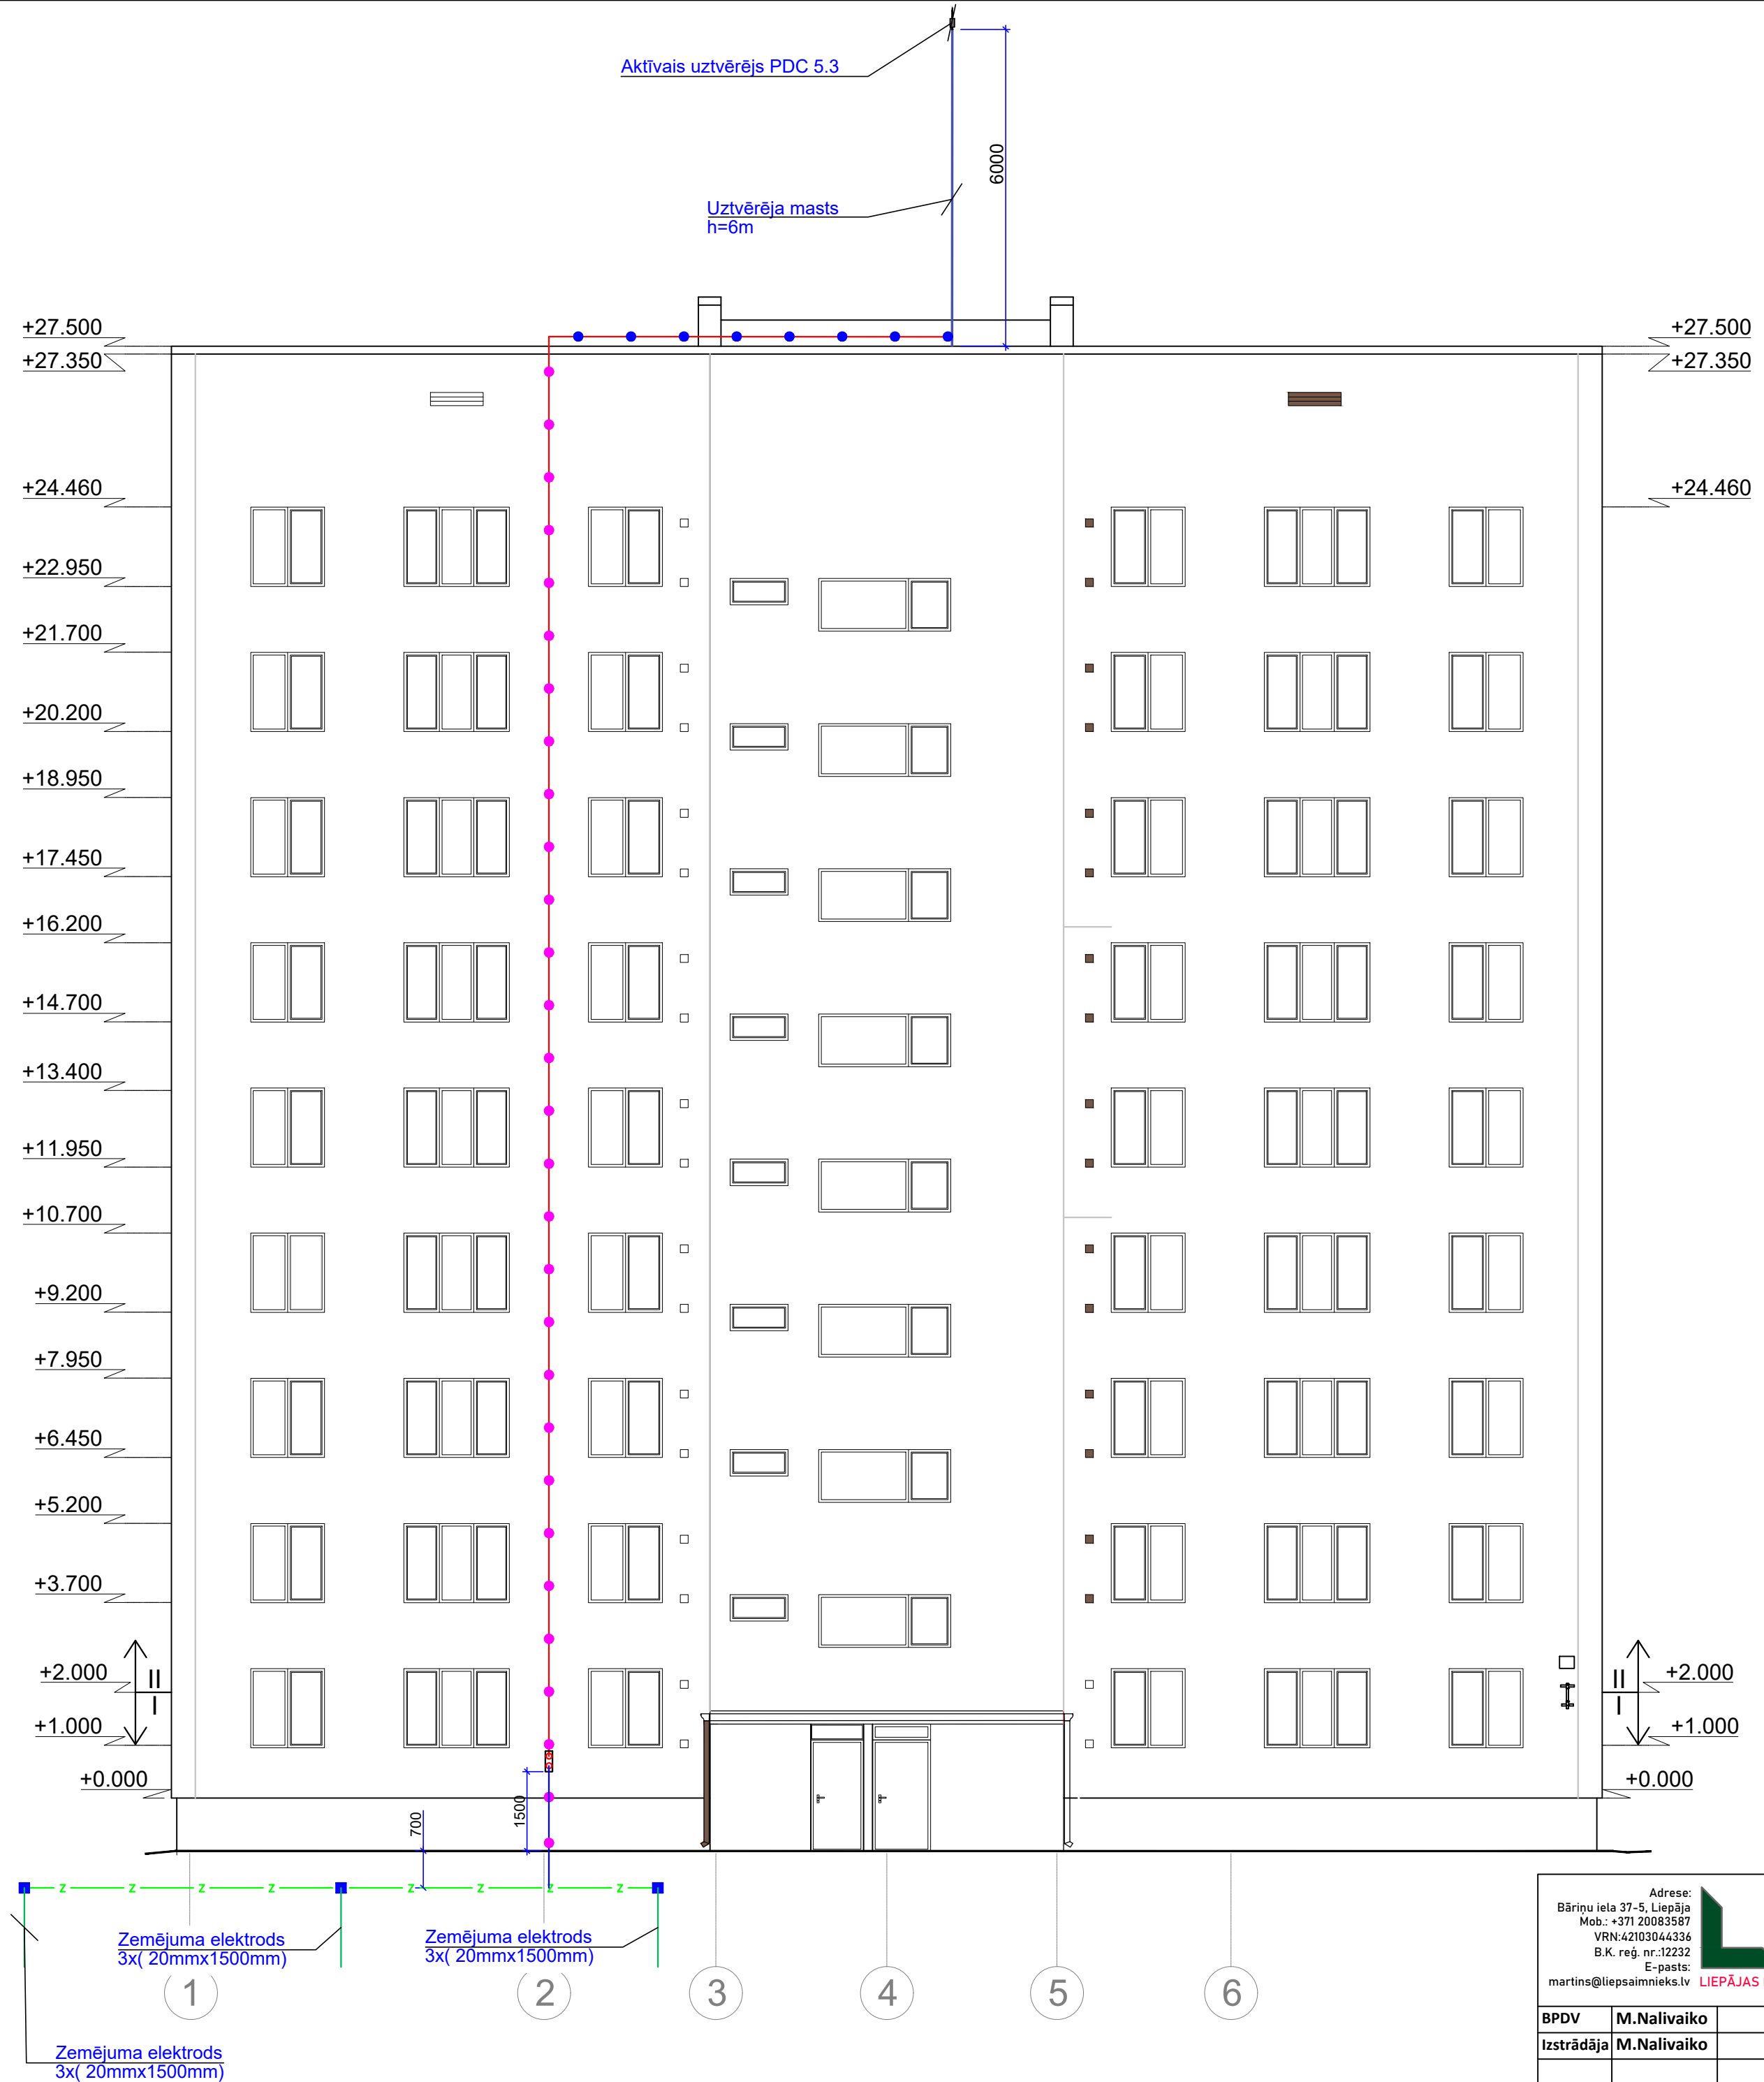 Aktīvais uztvērējs PDC 5.3
6000
Uztvērēja masts
h=6m
+27.500
+27.350
+24.460
+22.950
+21.700
+20.200
+18.950
+17.450
+16.200
+14.700
+13.400
+11.950
+10.700
+9.200
+7.950
+6.450
+5.200
+3.700
+2.000
II
I
+1.000
+0.000
+27.500
+27.350
+24.460
II
I
+2.000
+1.000
+0.000
700
1500
z z z z z z z z
Zemējuma elektrods
3x( 20mmx1500mm)
Zemējuma elektrods
3x( 20mmx1500mm)
1 2 3 4 5 6
Zemējuma elektrods
3x( 20mmx1500mm)
Adrese:
Bāriņu iela 37-5, Liepāja
Mob.: +371 20083587
VRN:42103044336
B.K. reģ. nr.:12232
E-pasts:
martins@liepsaimnieks.lv
LIEPĀJAS
BPDV M.Nalivaiko
Izstrādāja M.Nalivaiko